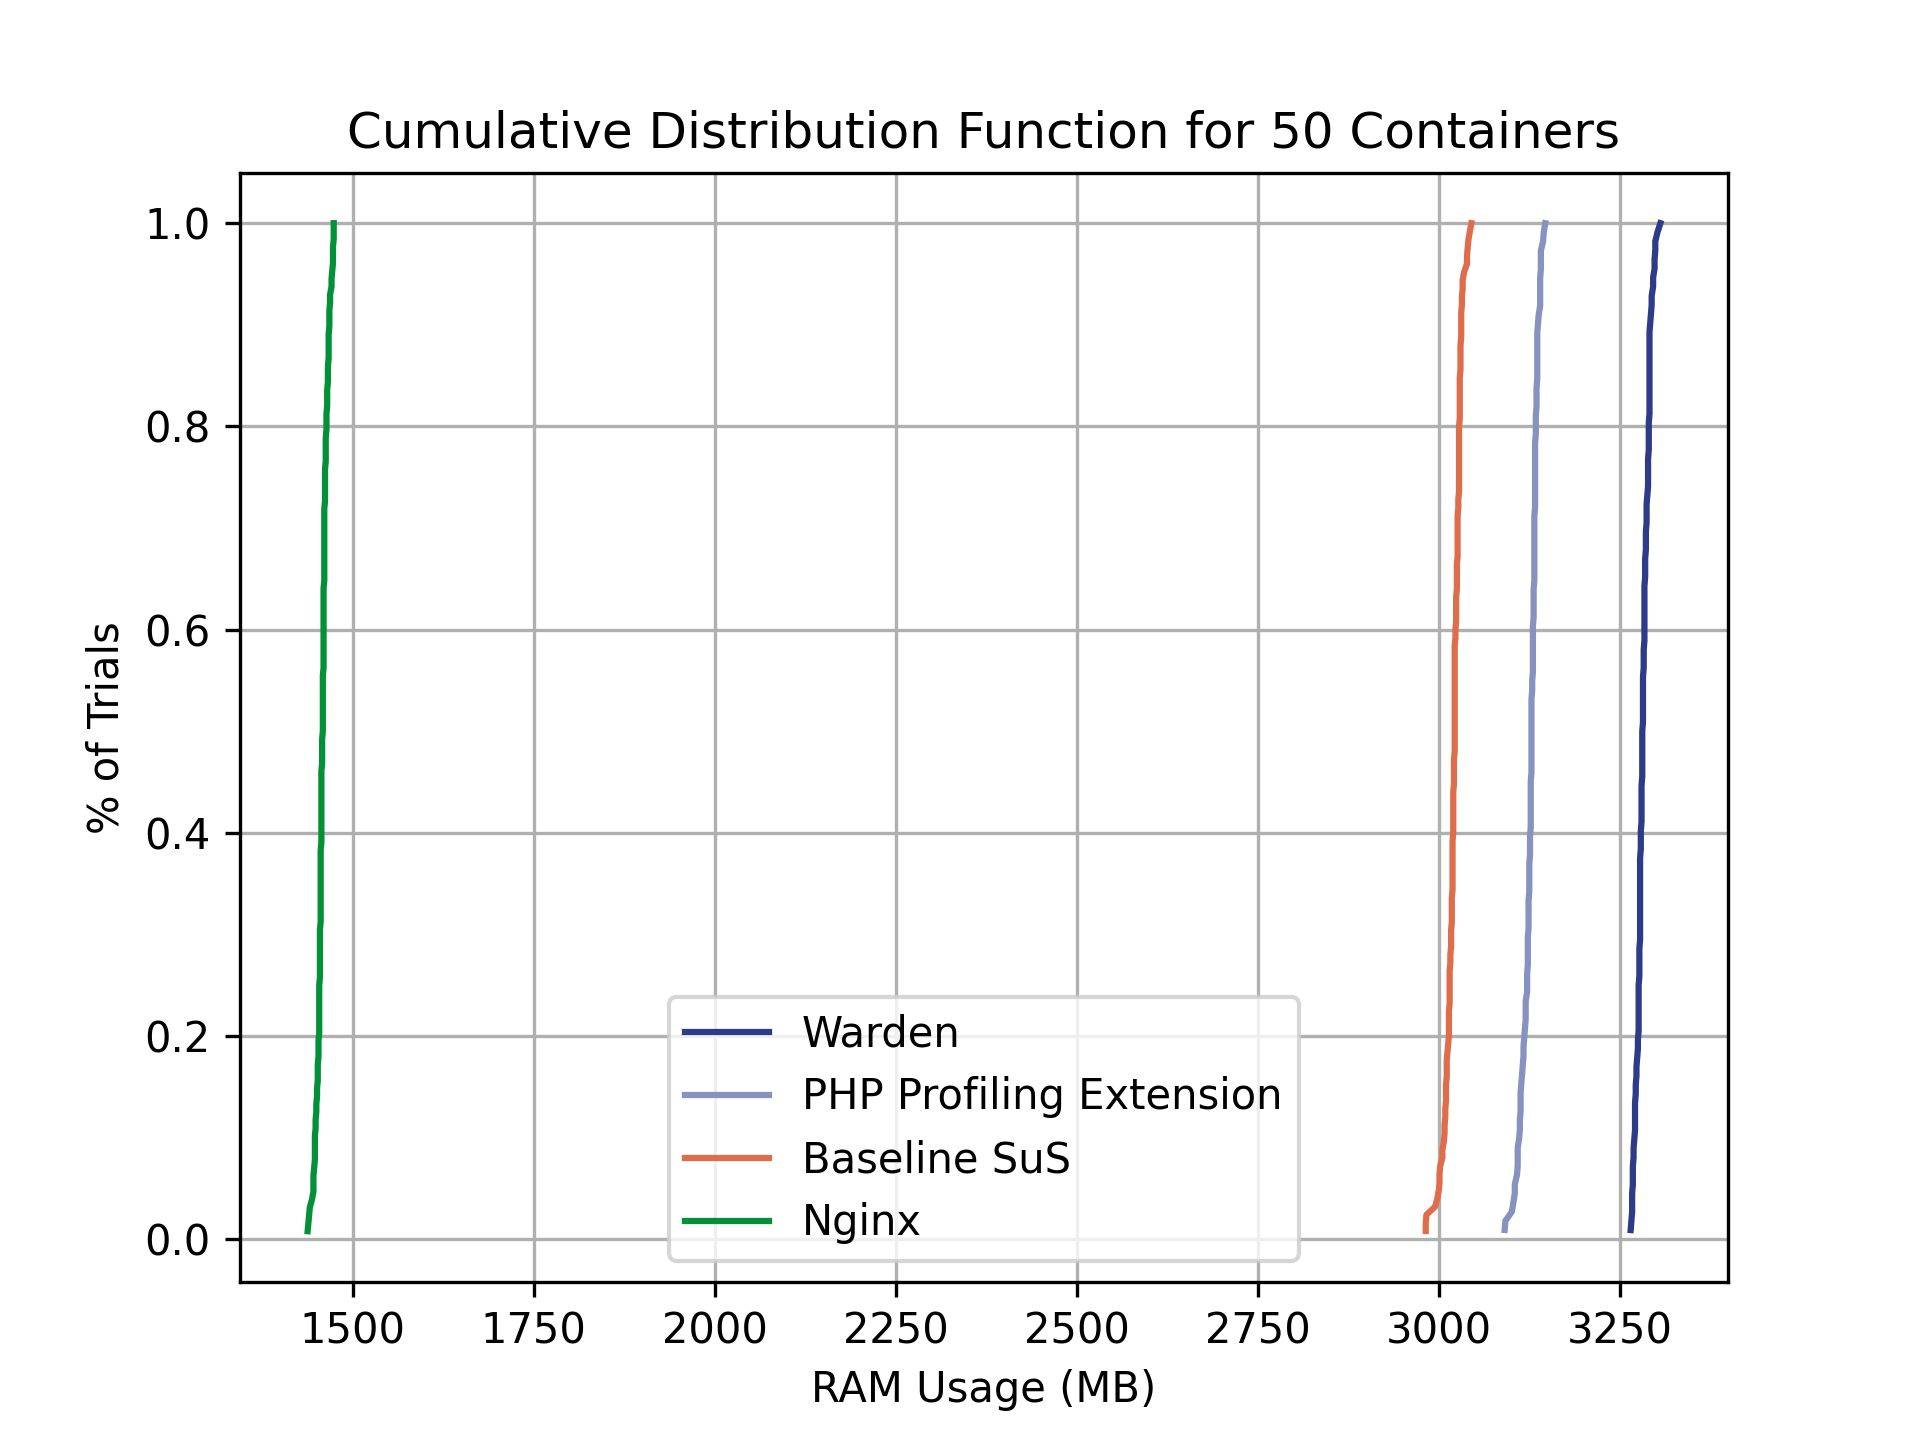 Cumulative Distribution Function for 50 Containers
1.0
0.8
0.6
0.4
0.2
0.0
% of Trials
Warden
PHP Profiling Extension
Baseline SuS
Nginx
1500 1750 2000 2250 2500 2750 3000 3250
RAM Usage (MB)